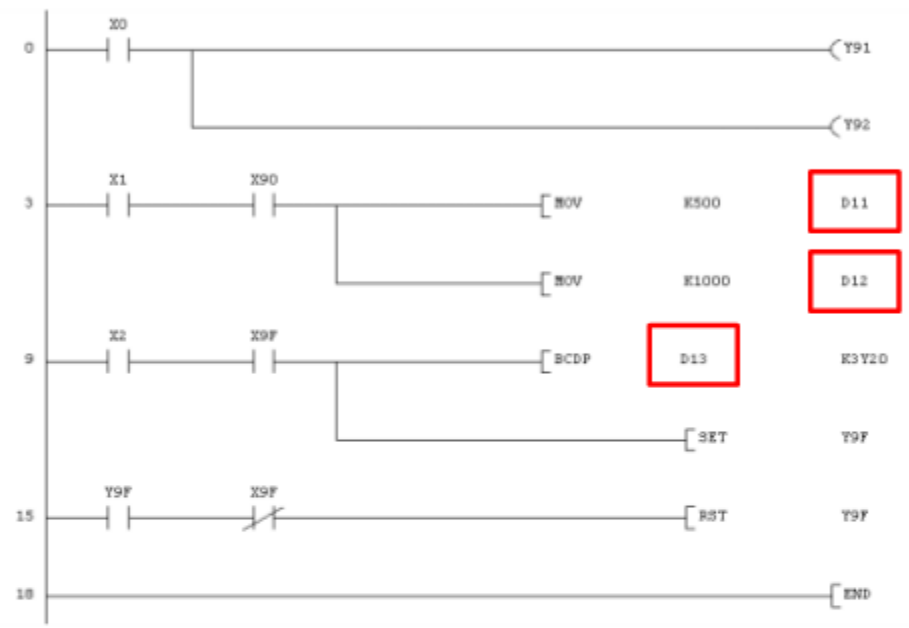 X0
0 Y91
Y92
X1 X90
3 MOV K500 D11
MOV K1000 D12
X2 X9F
9 BCDP D13 K3Y20
SET Y9F
Y9F X9F
15 RST Y9F
18 END